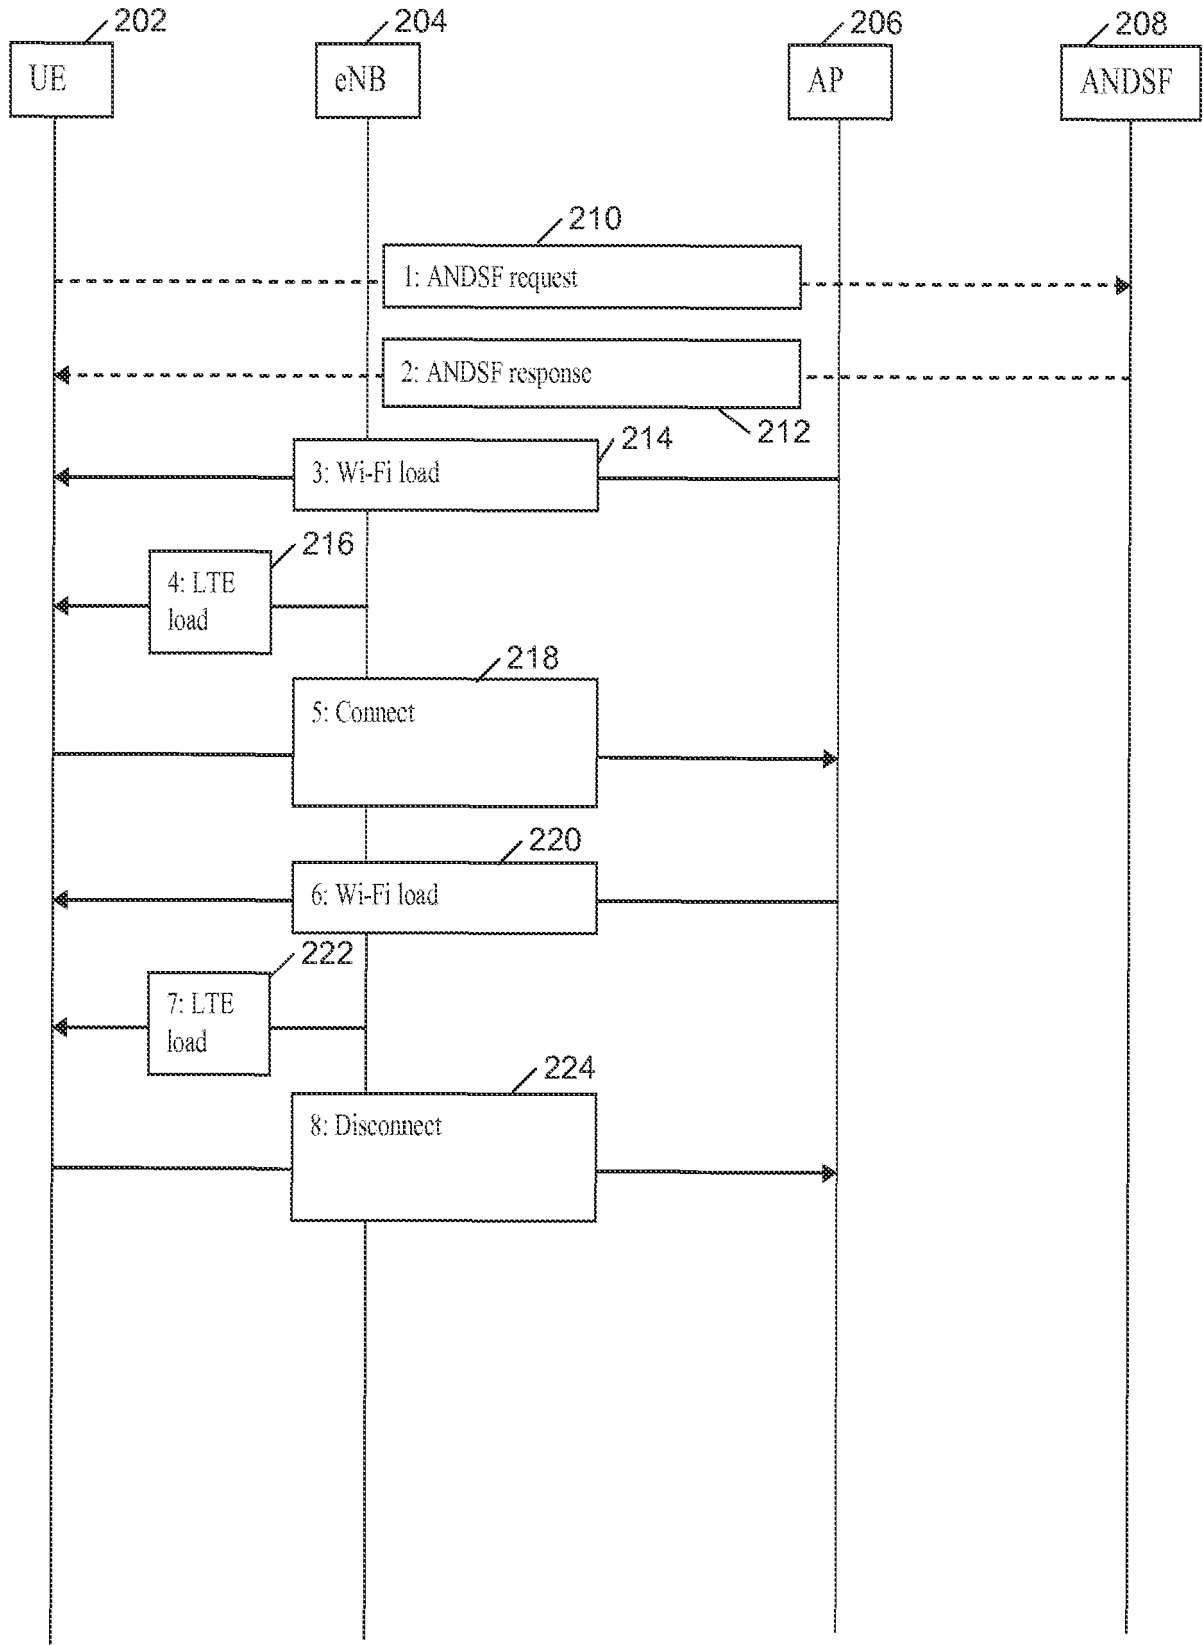 202
204
206
208
UE
eNB
AP
ANDSF
210
1: ANDSF request
2: ANDSF response
212
214
3: Wi-Fi load
216
4: LTE
load
218
5: Connect
220
6: Wi-Fi load
222
7: LTE
load
224
8: Disconnect